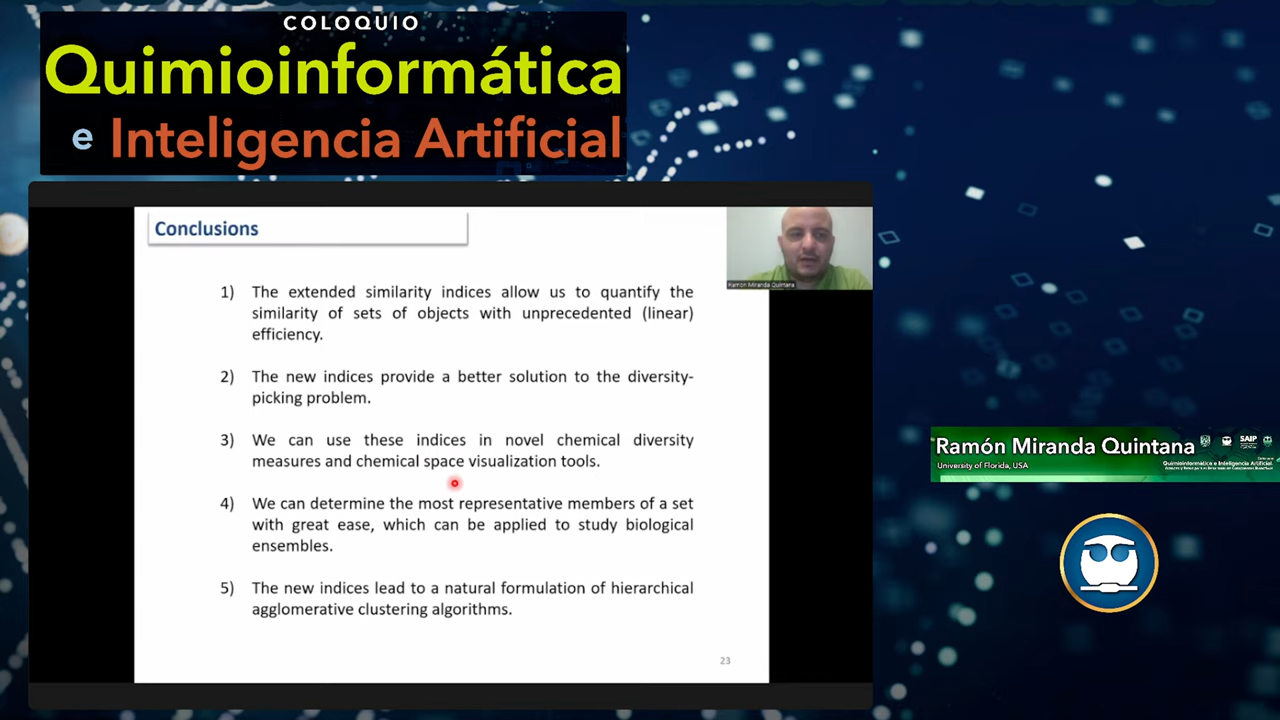 COLOQUIO
Quimioinformática
e Inteligencia Artificial
Conclusions
Ramón Miranda Quintana
1) The extended similarity indices allow us to quantify the
similarity of sets of objects with unprecedented (linear)
efficiency.
2) The new indices provide a better solution to the diversity-
picking problem.
3) We can use these indices in novel chemical diversity
measures and chemical space visualization tools.
4) We can determine the most representative members of a set
with great ease, which can be applied to study biological
ensembles.
5) The new indices lead to a natural formulation of hierarchical
agglomerative clustering algorithms.
23
Ramón Miranda Quintana
University of Florida, USA
SAIP
Quimioinformática e Inteligencia Artificial